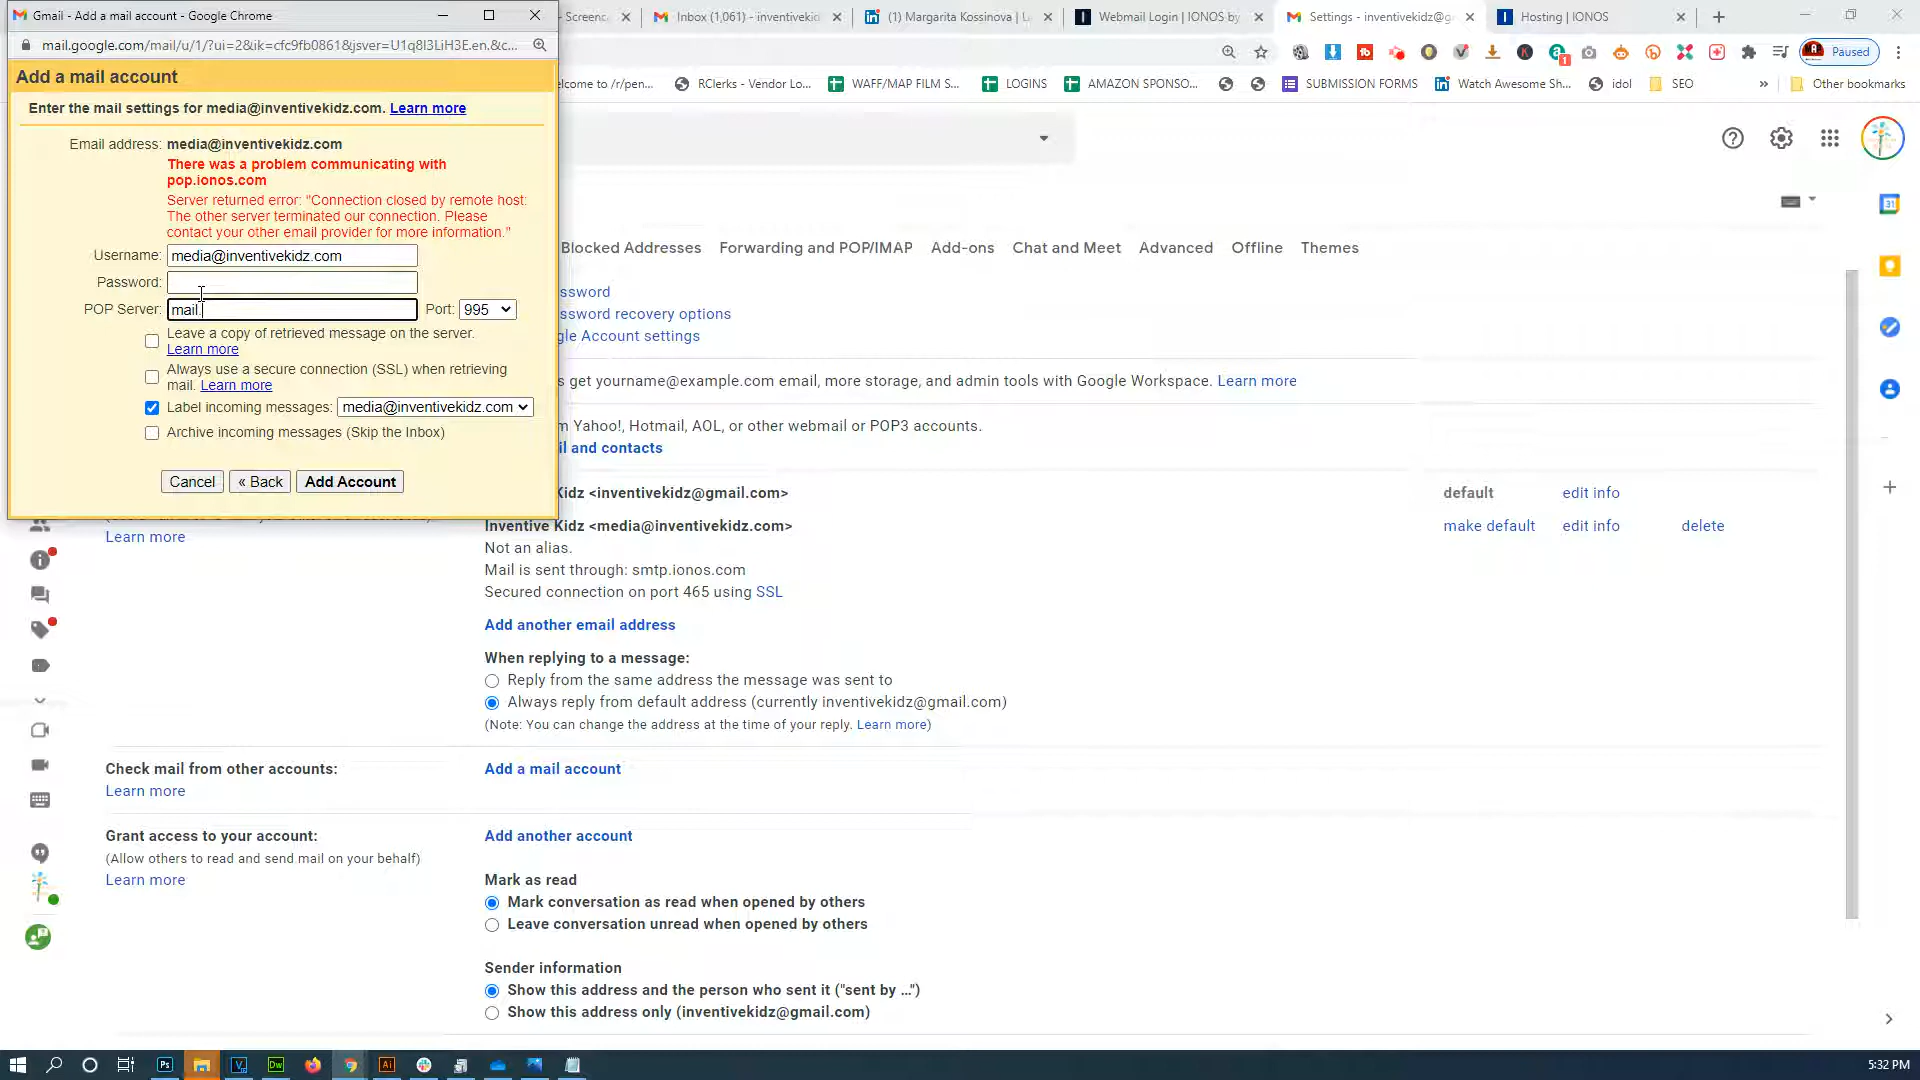 Gmail - Add a mail account - Google Chrome
- Screenc
Inbox (1,061) - inventivekid
(1) Margarita Kossinova | L
Webmail Login | IONOS by
Settings - inventivekidz@g
Hosting | IONOS
mail.google.com/mail/u/1/?ui=2&ik=cfc9fb0861&jsver=U1q8I3LiH3E.en.&c...
Paused
elcome to /r/pen...
RClerks - Vendor Lo...
WAFF/MAP FILM S...
LOGINS
AMAZON SPONSO...
SUBMISSION FORMS
Watch Awesome Sh...
idol
SEO
»
Other bookmarks
Add a mail account
Enter the mail settings for media@inventivekidz.com. Learn more
Email address: media@inventivekidz.com
There was a problem communicating with
pop.ionos.com
Server returned error: "Connection closed by remote host:
The other server terminated our connection. Please
contact your other email provider for more information."
Username: media@inventivekidz.com
Password:
POP Server: mail. Port: 995
Leave a copy of retrieved message on the server.
Learn more
Always use a secure connection (SSL) when retrieving
mail. Learn more
Label incoming messages: media@inventivekidz.com
Archive incoming messages (Skip the Inbox)
Cancel
« Back
Add Account
Blocked Addresses
Forwarding and POP/IMAP
Add-ons
Chat and Meet
Advanced
Offline
Themes
ssword
ssword recovery options
gle Account settings
s get yourname@example.com email, more storage, and admin tools with Google Workspace. Learn more
m Yahoo!, Hotmail, AOL, or other webmail or POP3 accounts.
il and contacts
Kidz <inventivekidz@gmail.com>
default
edit info
Inventive Kidz <media@inventivekidz.com>
Not an alias.
Mail is sent through: smtp.ionos.com
Secured connection on port 465 using SSL
make default
edit info
delete
Learn more
Add another email address
When replying to a message:
Reply from the same address the message was sent to
Always reply from default address (currently inventivekidz@gmail.com)
(Note: You can change the address at the time of your reply. Learn more)
Check mail from other accounts:
Learn more
Add a mail account
Grant access to your account:
(Allow others to read and send mail on your behalf)
Learn more
Add another account
Mark as read
Mark conversation as read when opened by others
Leave conversation unread when opened by others
Sender information
Show this address and the person who sent it ("sent by ...")
Show this address only (inventivekidz@gmail.com)
5:32 PM